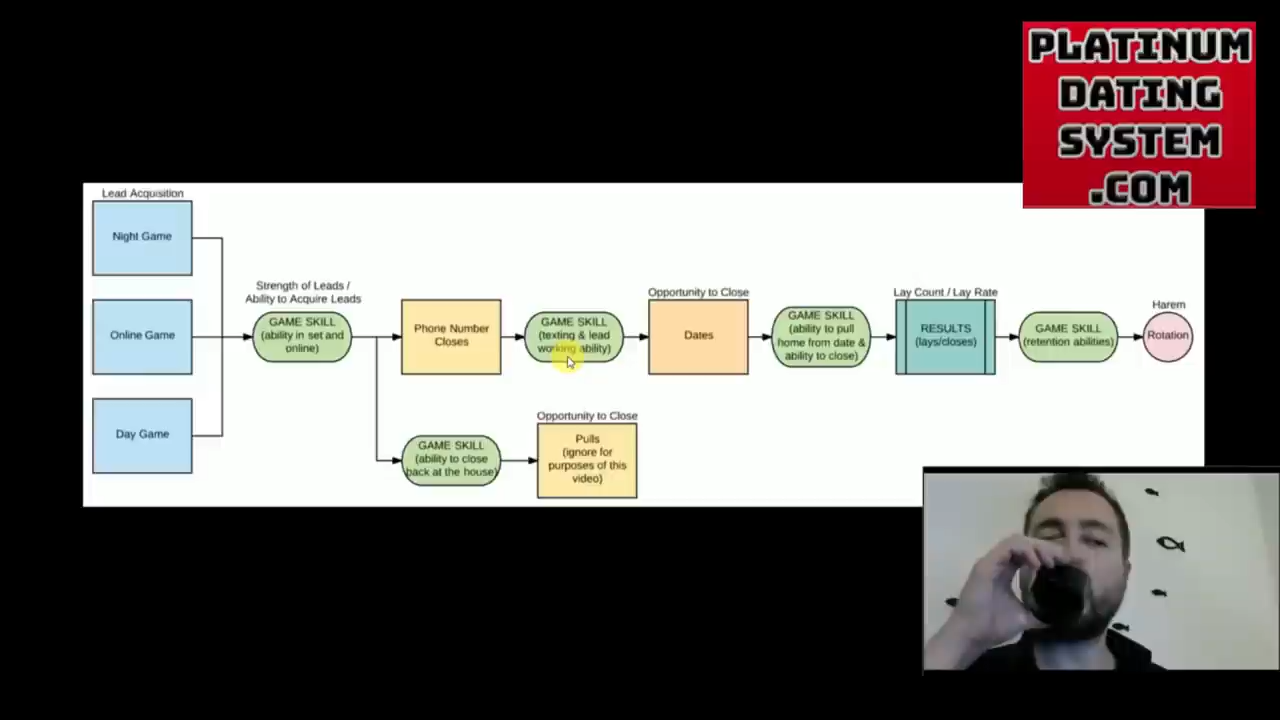 PLATINUM
DATING
SYSTEM
.COM
Lead Acquisition
Night Game
Online Game
Day Game
Strength of Leads /
Ability to Acquire Leads
GAME SKILL
(ability in set and
online)
Phone Number
Closes
GAME SKILL
(texting & lead
working ability)
Opportunity to Close
Dates
GAME SKILL
(ability to pull
home from date &
ability to close)
Lay Count / Lay Rate
RESULTS
(lays/closes)
GAME SKILL
(retention abilities)
Harem
Rotation
GAME SKILL
(ability to close
back at the house)
Opportunity to Close
Pulls
(ignore for
purposes of this
video)